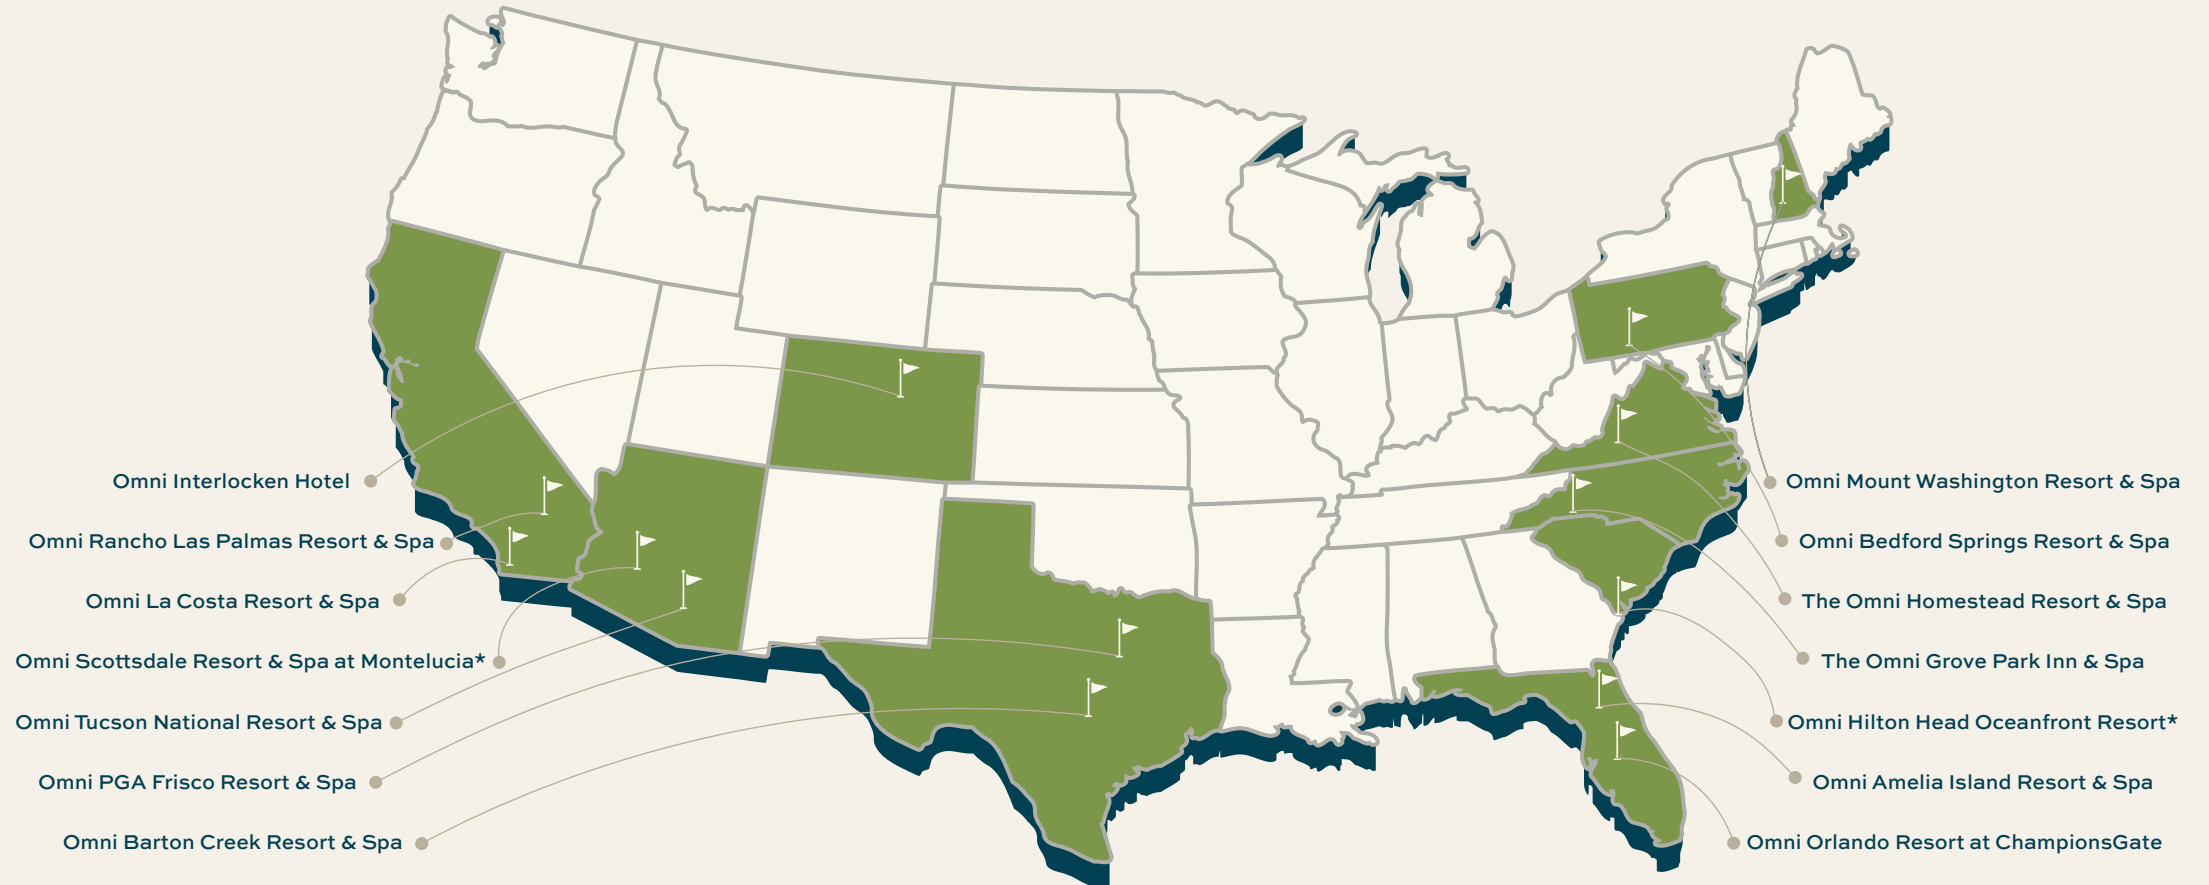 Omni Interlocken Hotel
Omni Rancho Las Palmas Resort & Spa
Omni La Costa Resort & Spa
Omni Scottsdale Resort & Spa at Montelucia*
Omni Tucson National Resort & Spa
Omni PGA Frisco Resort & Spa
Omni Barton Creek Resort & Spa
Omni Mount Washington Resort & Spa
Omni Bedford Springs Resort & Spa
The Omni Homestead Resort & Spa
The Omni Grove Park Inn & Spa
Omni Hilton Head Oceanfront Resort*
Omni Amelia Island Resort & Spa
Omni Orlando Resort at ChampionsGate